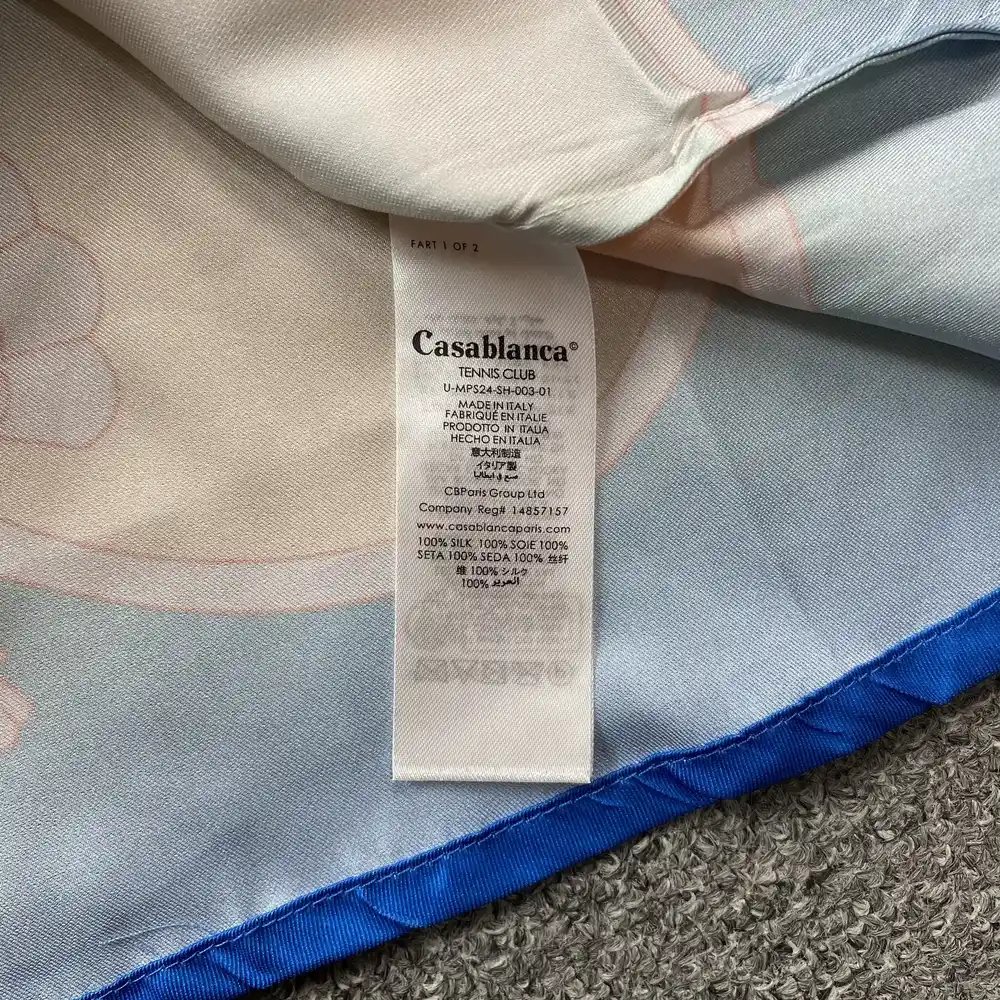 FART 1 OF 2
Casablanca©
TENNIS CLUB
U-MPS24-SH-003-01
MADE IN ITALY
FABRIQUÉ EN ITALIE
PRODOTTO IN ITALIA
HECHO EN ITALIA
意大利制造
イタリア製
صنع في ايطاليا
CBParis Group Ltd
Company Reg# 14857157
www.casablancaparis.com
100% SILK 100% SOIE 100%
SETA 100% SEDA 100% 丝纤
维 100% シルク
100% الحرير